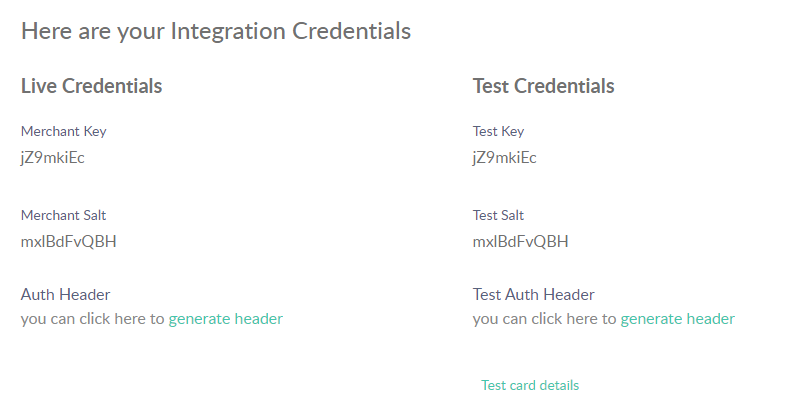 Here are your Integration Credentials
Live Credentials
Merchant Key
jZ9mkiEc
Merchant Salt
mxlBdFvQBH
Auth Header
you can click here to generate header
Test Credentials
Test Key
jZ9mkiEc
Test Salt
mxlBdFvQBH
Test Auth Header
you can click here to generate header
Test card details